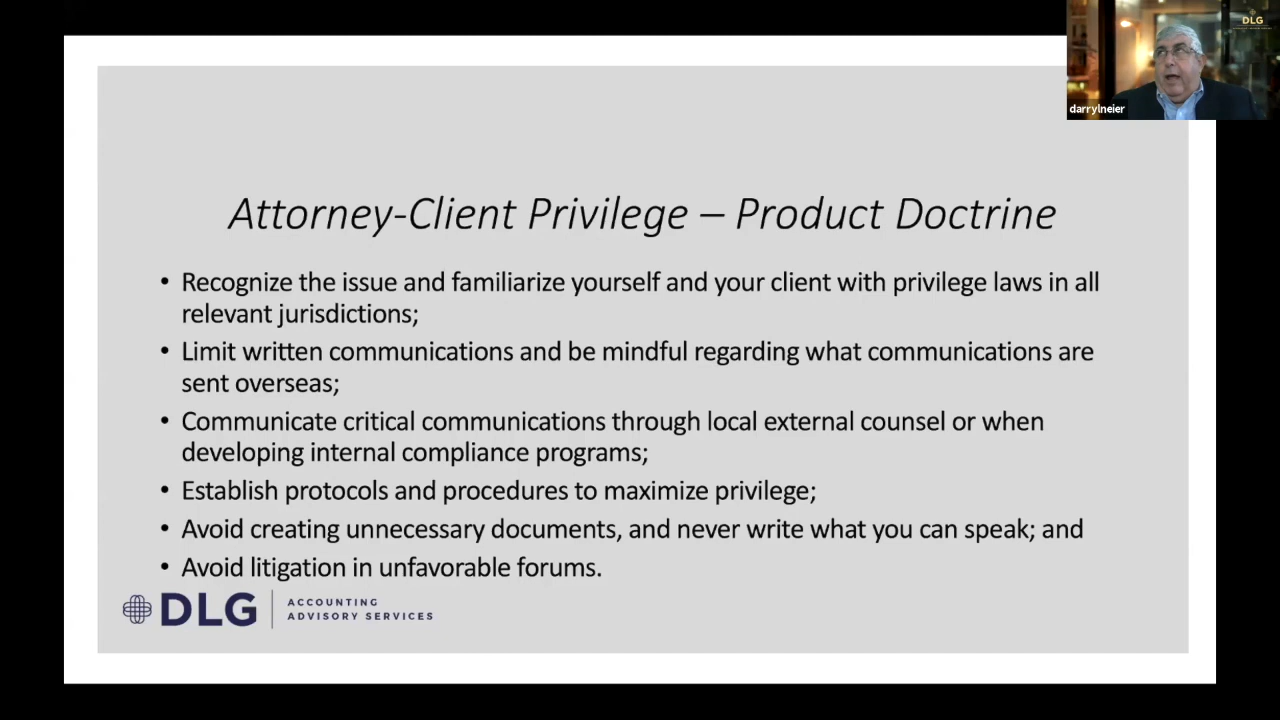 DLG
darrylneier
Attorney-Client Privilege – Product Doctrine
• Recognize the issue and familiarize yourself and your client with privilege laws in all
relevant jurisdictions;
• Limit written communications and be mindful regarding what communications are
sent overseas;
• Communicate critical communications through local external counsel or when
developing internal compliance programs;
• Establish protocols and procedures to maximize privilege;
• Avoid creating unnecessary documents, and never write what you can speak; and
• Avoid litigation in unfavorable forums.
DLG
ACCOUNTING
ADVISORY SERVICES